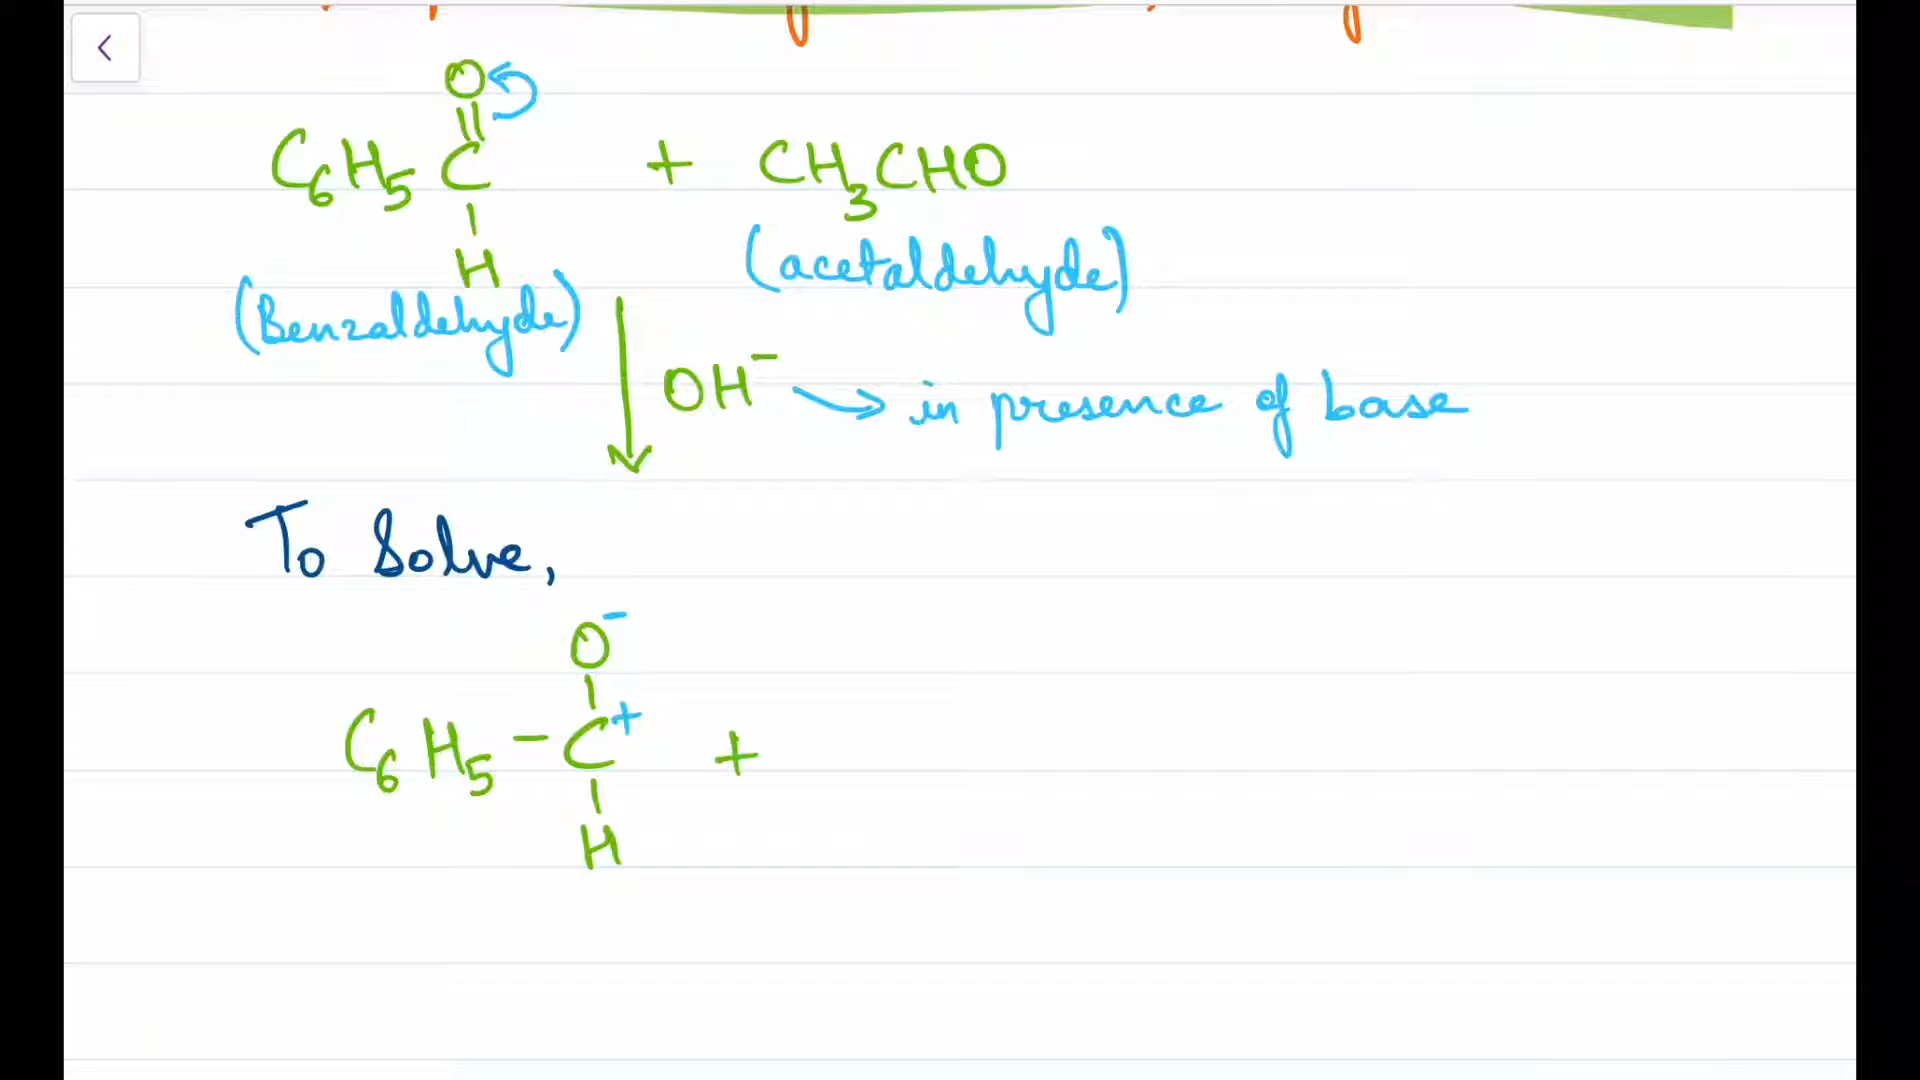 O
C6H5 C + CH3CHO
H
(acetaldehyde)
(Benzaldehyde)
OH⁻ → in presence of base
To Solve,
O⁻
C6H5 - C⁺ +
H